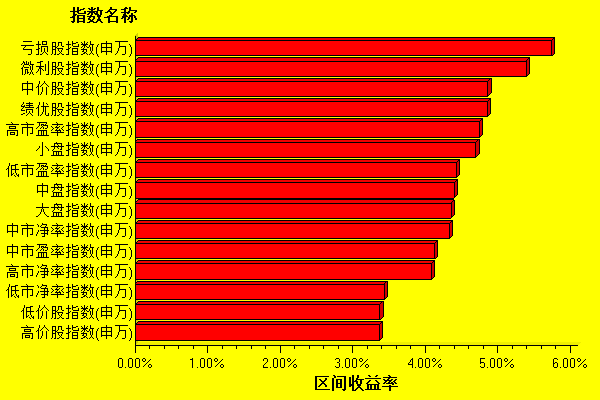 指数名称
亏损股指数(申万)
微利股指数(申万)
中价股指数(申万)
绩优股指数(申万)
高市盈率指数(申万)
小盘指数(申万)
低市盈率指数(申万)
中盘指数(申万)
大盘指数(申万)
中市净率指数(申万)
中市盈率指数(申万)
高市净率指数(申万)
低市净率指数(申万)
低价股指数(申万)
高价股指数(申万)
0.00% 1.00% 2.00% 3.00% 4.00% 5.00% 6.00%
区间收益率